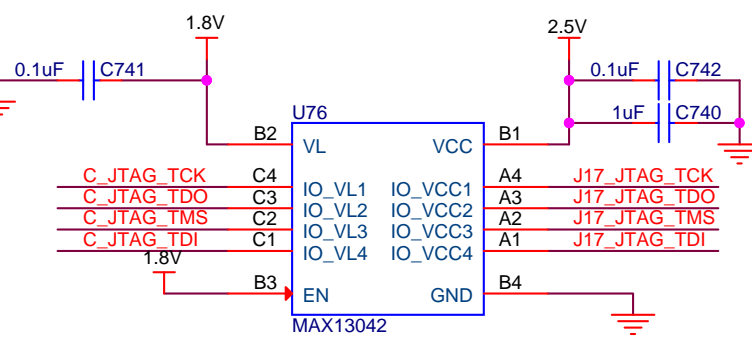 1.8V 2.5V
0.1uF C741 0.1uF C742
1uF C740
U76
B2 VL VCC B1
C_JTAG_TCK C4 IO_VL1 IO_VCC1 A4 J17_JTAG_TCK
C_JTAG_TDO C3 IO_VL2 IO_VCC2 A3 J17_JTAG_TDO
C_JTAG_TMS C2 IO_VL3 IO_VCC3 A2 J17_JTAG_TMS
C_JTAG_TDI C1 IO_VL4 IO_VCC4 A1 J17_JTAG_TDI
1.8V
B3 EN GND B4
MAX13042